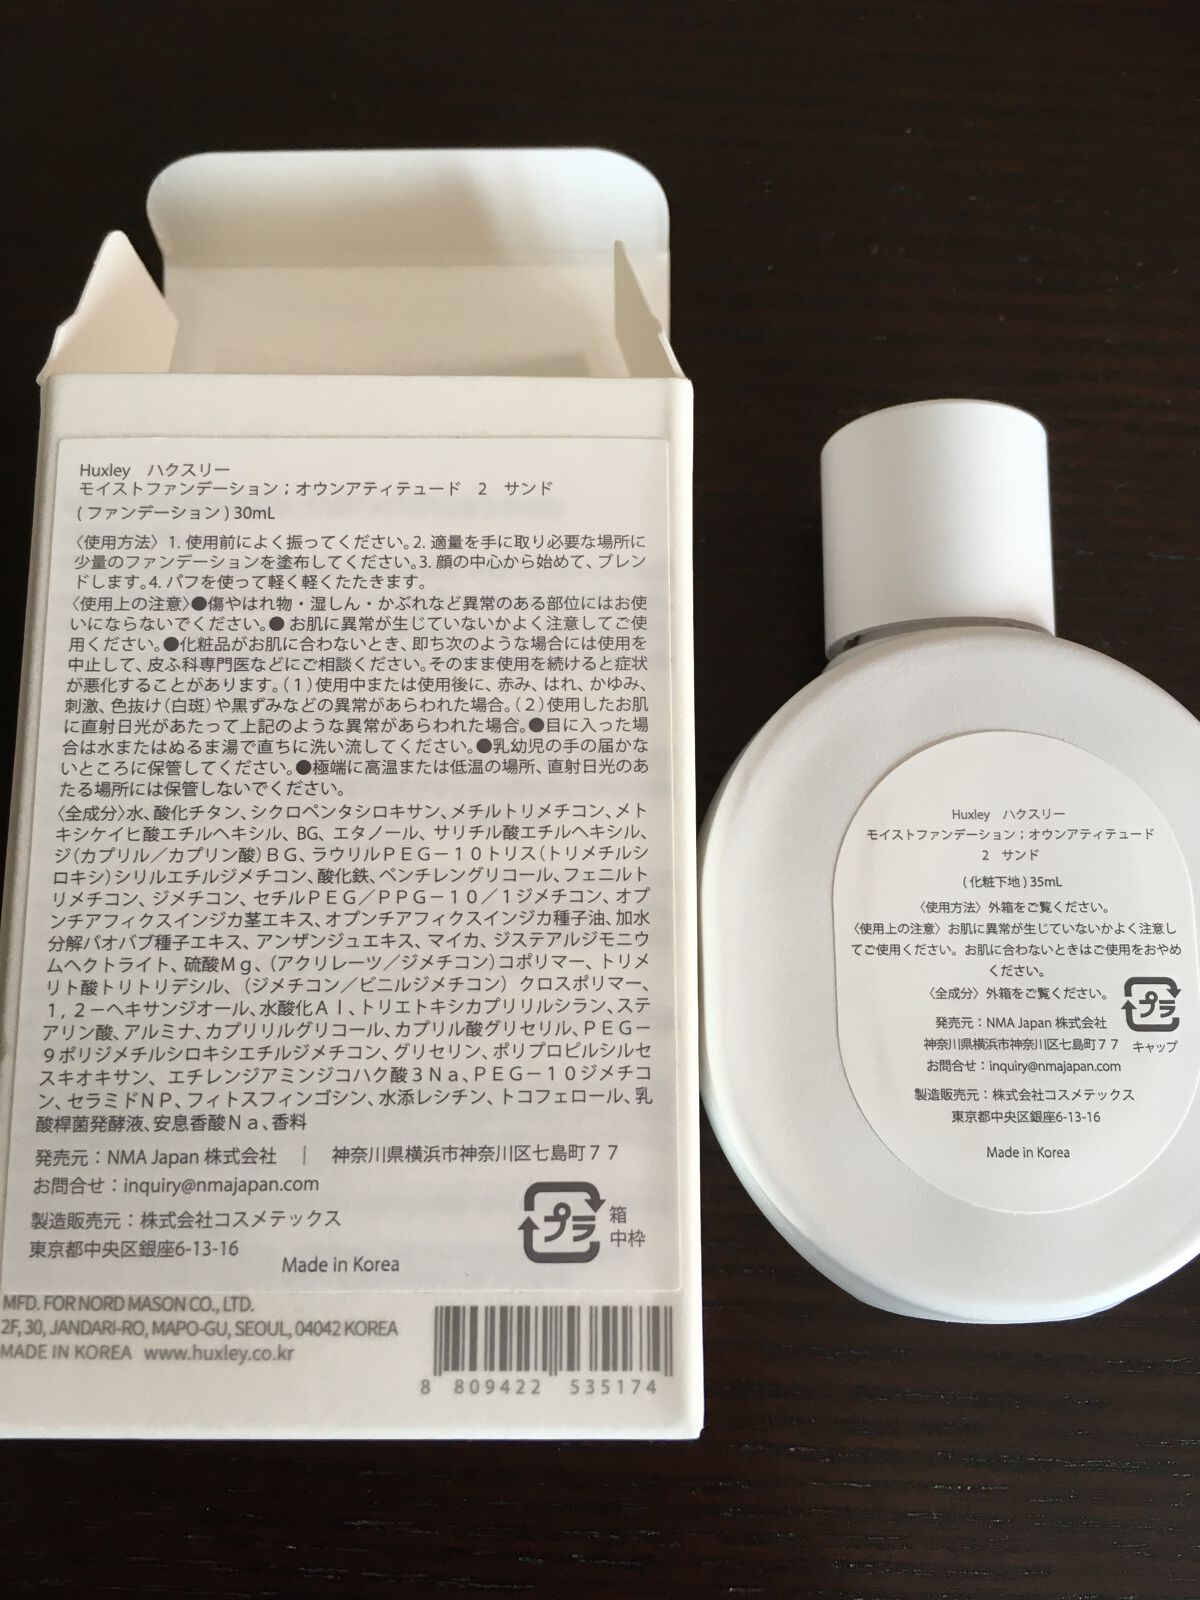 Huxley ハクスリー
モイストファンデーション；オウンアティテュード 2 サンド
(ファンデーション) 30mL
〈使用方法〉1. 使用前によく振ってください。2. 適量を手に取り必要な場所に
少量のファンデーションを塗布してください。3. 顔の中心から始めて、ブレン
ドします。4. パフを使って軽く軽くたたきます。
〈使用上の注意〉●傷やはれ物・湿しん・かぶれなど異常のある部位にはお使
いにならないでください。● お肌に異常が生じていないかよく注意してご使
用ください。●化粧品がお肌に合わないとき、即ち次のような場合には使用を
中止して、皮ふ科専門医などにご相談ください。そのまま使用を続けると症状
が悪化することがあります。（１）使用中または使用後に、赤み、はれ、かゆみ、
刺激、色抜け（白斑）や黒ずみなどの異常があらわれた場合。（２）使用したお肌
に直射日光があたって上記のような異常があらわれた場合。●目に入った場
合は水またはぬるま湯で直ちに洗い流してください。●乳幼児の手の届かな
いところに保管してください。●極端に高温または低温の場所、直射日光のあ
たる場所には保管しないでください。
〈全成分〉水、酸化チタン、シクロペンタシロキサン、メチルトリメチコン、メト
キシケイヒ酸エチルヘキシル、BG、エタノール、サリチル酸エチルヘキシル、
ジ（カプリル／カプリン酸）ＢＧ、ラウリルＰＥＧ－１０トリス（トリメチルシ
ロキシ）シリルエチルジメチコン、酸化鉄、ペンチレングリコール、フェニルト
リメチコン、ジメチコン、セチルＰＥＧ／ＰＰＧ－１０／１ジメチコン、オプ
ンチアフィクスインジカ茎エキス、オプンチアフィクスインジカ種子油、加水
分解バオバブ種子エキス、アンザンジュエキス、マイカ、ジステアルジモニウ
ムヘクトライト、硫酸Ｍｇ、（アクリレーツ／ジメチコン）コポリマー、トリメ
リト酸トリトリデシル、（ジメチコン／ビニルジメチコン）クロスポリマー、
１，２－ヘキサンジオール、水酸化ＡＩ、トリエトキシカプリリルシラン、ステ
アリン酸、アルミナ、カプリリルグリコール、カプリル酸グリセリル、ＰＥＧ－
９ポリジメチルシロキシエチルジメチコン、グリセリン、ポリプロピルシルセ
スキオキサン、エチレンジアミンジコハク酸３Ｎａ、ＰＥＧ－１０ジメチコ
ン、セラミドＮＰ、フィトスフィンゴシン、水添レシチン、トコフェロール、乳
酸桿菌発酵液、安息香酸Ｎａ、香料
発売元：NMA Japan 株式会社 ｜ 神奈川県横浜市神奈川区七島町７７
お問合せ：inquiry@nmajapan.com
製造販売元：株式会社コスメテックス
東京都中央区銀座6-13-16
Made in Korea
プラ
箱
中枠
MFD. FOR NORD MASON CO., LTD.
2F, 30, JANDARI-RO, MAPO-GU, SEOUL, 04042 KOREA
MADE IN KOREA www.huxley.co.kr
8 809422 535174
Huxley ハクスリー
モイストファンデーション；オウンアティテュード
2 サンド
(化粧下地) 35mL
〈使用方法〉外箱をご覧ください。
〈使用上の注意〉お肌に異常が生じていないかよく注意し
てご使用ください。お肌に合わないときはご使用をおやめ
ください。
〈全成分〉外箱をご覧ください。
発売元：NMA Japan 株式会社
神奈川県横浜市神奈川区七島町７７
お問合せ：inquiry@nmajapan.com
プラ
キャップ
製造販売元：株式会社コスメテックス
東京都中央区銀座6-13-16
Made in Korea